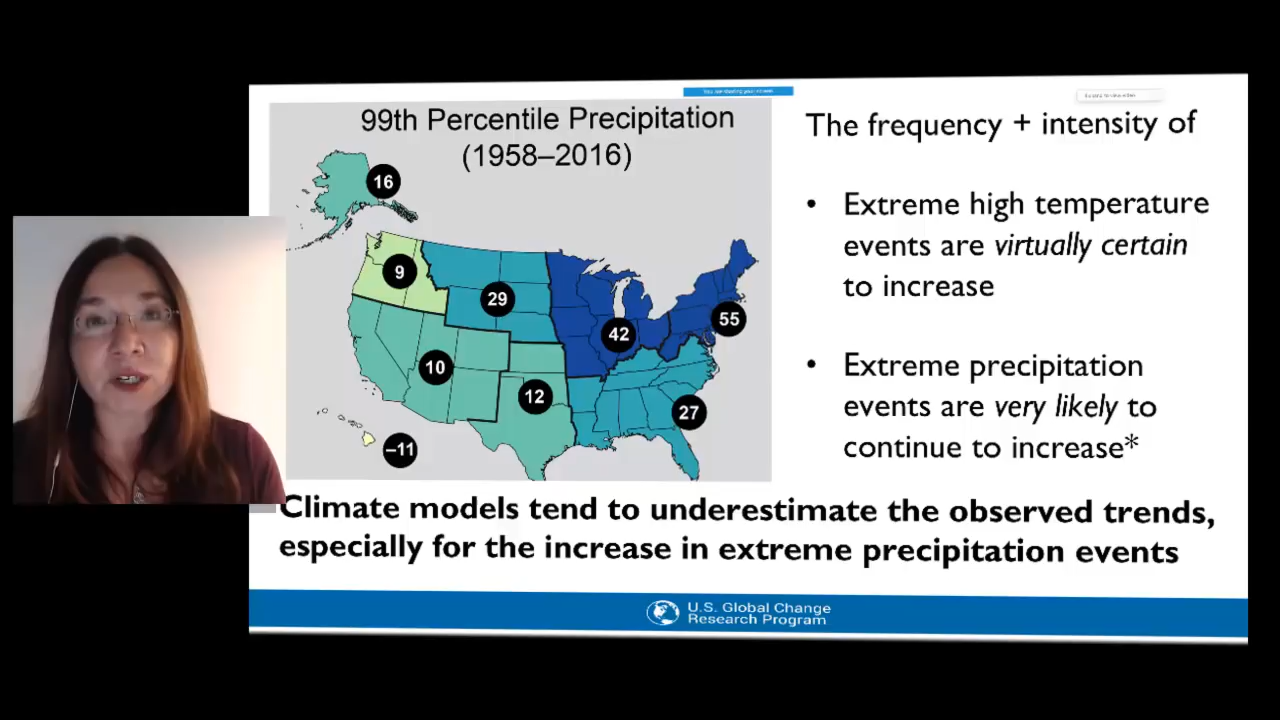 99th Percentile Precipitation
(1958–2016)
16
9
29
42
55
10
12
27
–11
The frequency + intensity of
• Extreme high temperature
events are virtually certain
to increase
• Extreme precipitation
events are very likely to
continue to increase*
Climate models tend to underestimate the observed trends,
especially for the increase in extreme precipitation events
U.S. Global Change
Research Program